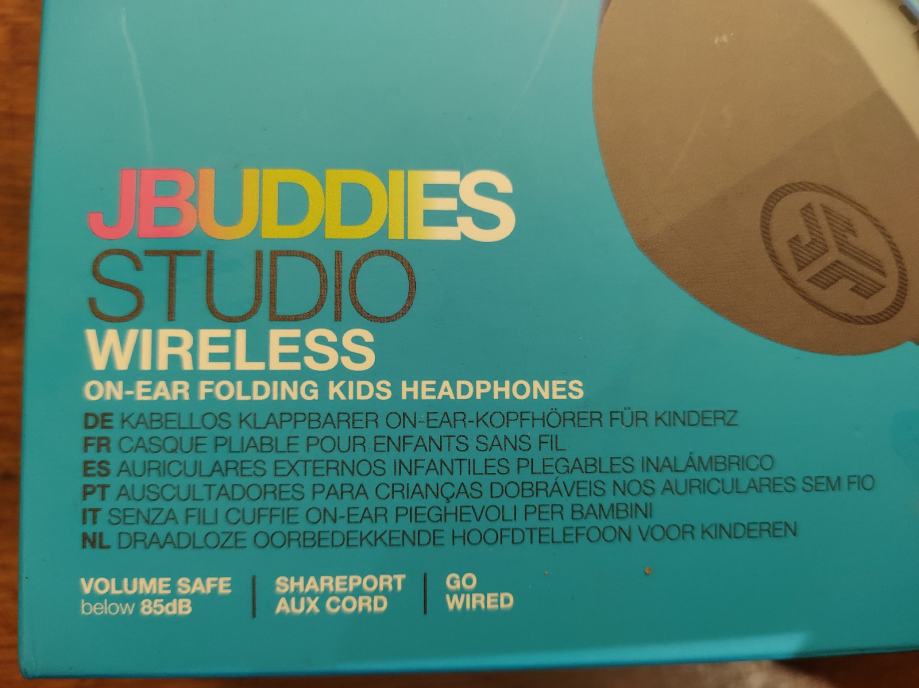 JBUDDIES
STUDIO
WIRELESS
ON-EAR FOLDING KIDS HEADPHONES
DE KABELLOS KLAPPBARER ON-EAR-KOPFHÖRER FÜR KINDERZ
FR CASQUE PLIABLE POUR ENFANTS SANS FIL
ES AURICULARES EXTERNOS INFANTILES PLEGABLES INALÁMBRICO
PT AUSCULTADORES PARA CRIANÇAS DOBRÁVEIS NOS AURICULARES SEM FIO
IT SENZA FILI CUFFIE ON-EAR PIEGHEVOLI PER BAMBINI
NL DRAADLOZE OORBEDEKKENDE HOOFDTELEFOON VOOR KINDEREN
VOLUME SAFE
below 85dB
SHAREPORT
AUX CORD
GO
WIRED
JLAB